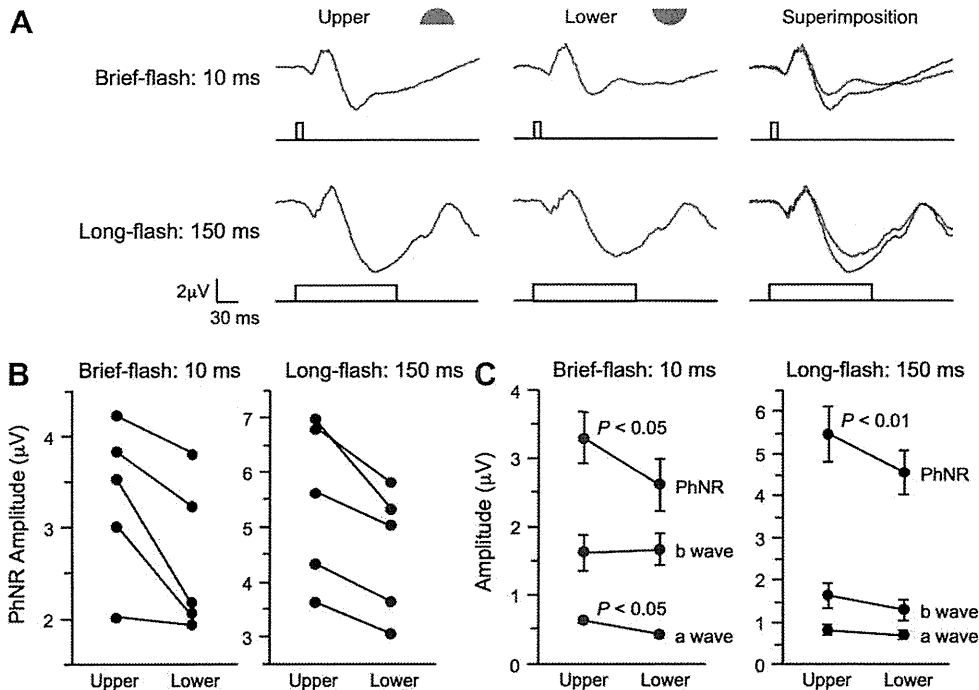 A
Upper
Lower
Superimposition
Brief-flash: 10 ms
Long-flash: 150 ms
2μV
30 ms
B
Brief-flash: 10 ms
Long-flash: 150 ms
PhNR Amplitude (μV)
4
3
2
7
6
5
4
3
Upper
Lower
Upper
Lower
C
Brief-flash: 10 ms
Long-flash: 150 ms
Amplitude (μV)
4
3
2
1
0
P < 0.05
PhNR
b wave
P < 0.05
a wave
6
5
4
3
2
1
0
P < 0.01
PhNR
b wave
a wave
Upper
Lower
Upper
Lower